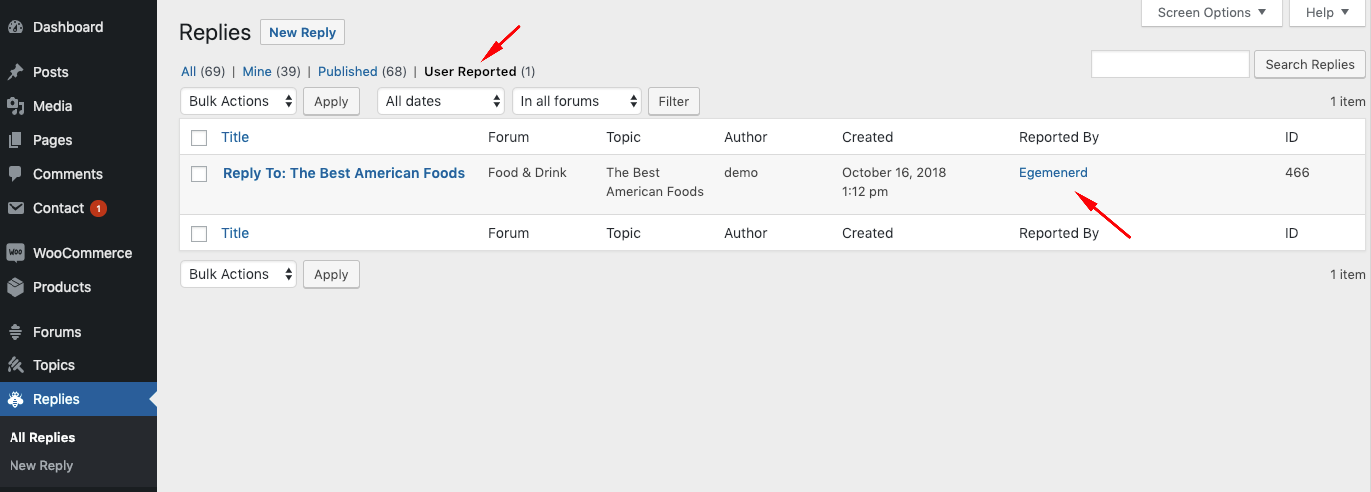 Dashboard
Posts
Media
Pages
Comments
Contact 1
WOO WooCommerce
Products
Forums
Topics
Replies
All Replies
New Reply
Screen Options ▼ Help ▼
Replies New Reply
All (69) | Mine (39) | Published (68) | User Reported (1)
Search Replies
Bulk Actions Apply All dates In all forums Filter 1 item
Title Forum Topic Author Created Reported By ID
Reply To: The Best American Foods Food & Drink The Best demo October 16, 2018 Egemenerd 466
American Foods 1:12 pm
Title Forum Topic Author Created Reported By ID
Bulk Actions Apply 1 item